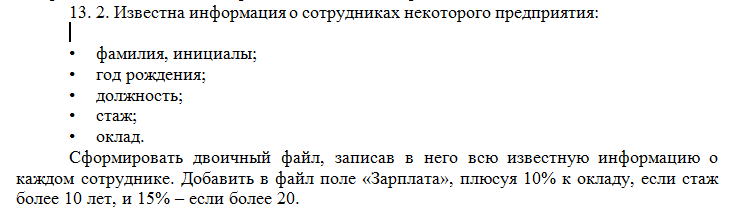 13. 2. Известна информация о сотрудниках некоторого предприятия:
• фамилия, инициалы;
• год рождения;
• должность;
• стаж;
• оклад.
Сформировать двоичный файл, записав в него всю известную информацию о
каждом сотруднике. Добавить в файл поле «Зарплата», плюсуя 10% к окладу, если стаж
более 10 лет, и 15% – если более 20.